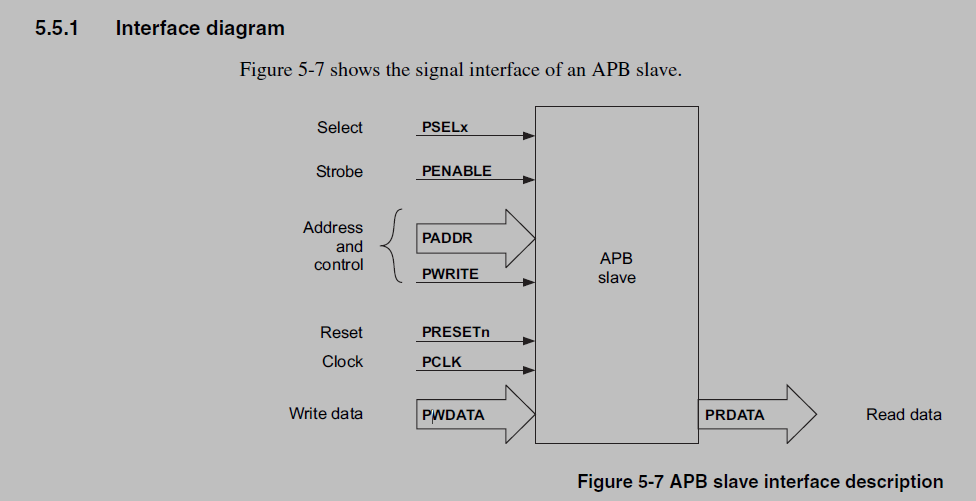 5.5.1 Interface diagram
Figure 5-7 shows the signal interface of an APB slave.
Select PSELx
Strobe PENABLE
Address
and
control
PADDR
PWRITE
APB
slave
Reset PRESETn
Clock PCLK
Write data PWDATA PRDATA Read data
Figure 5-7 APB slave interface description